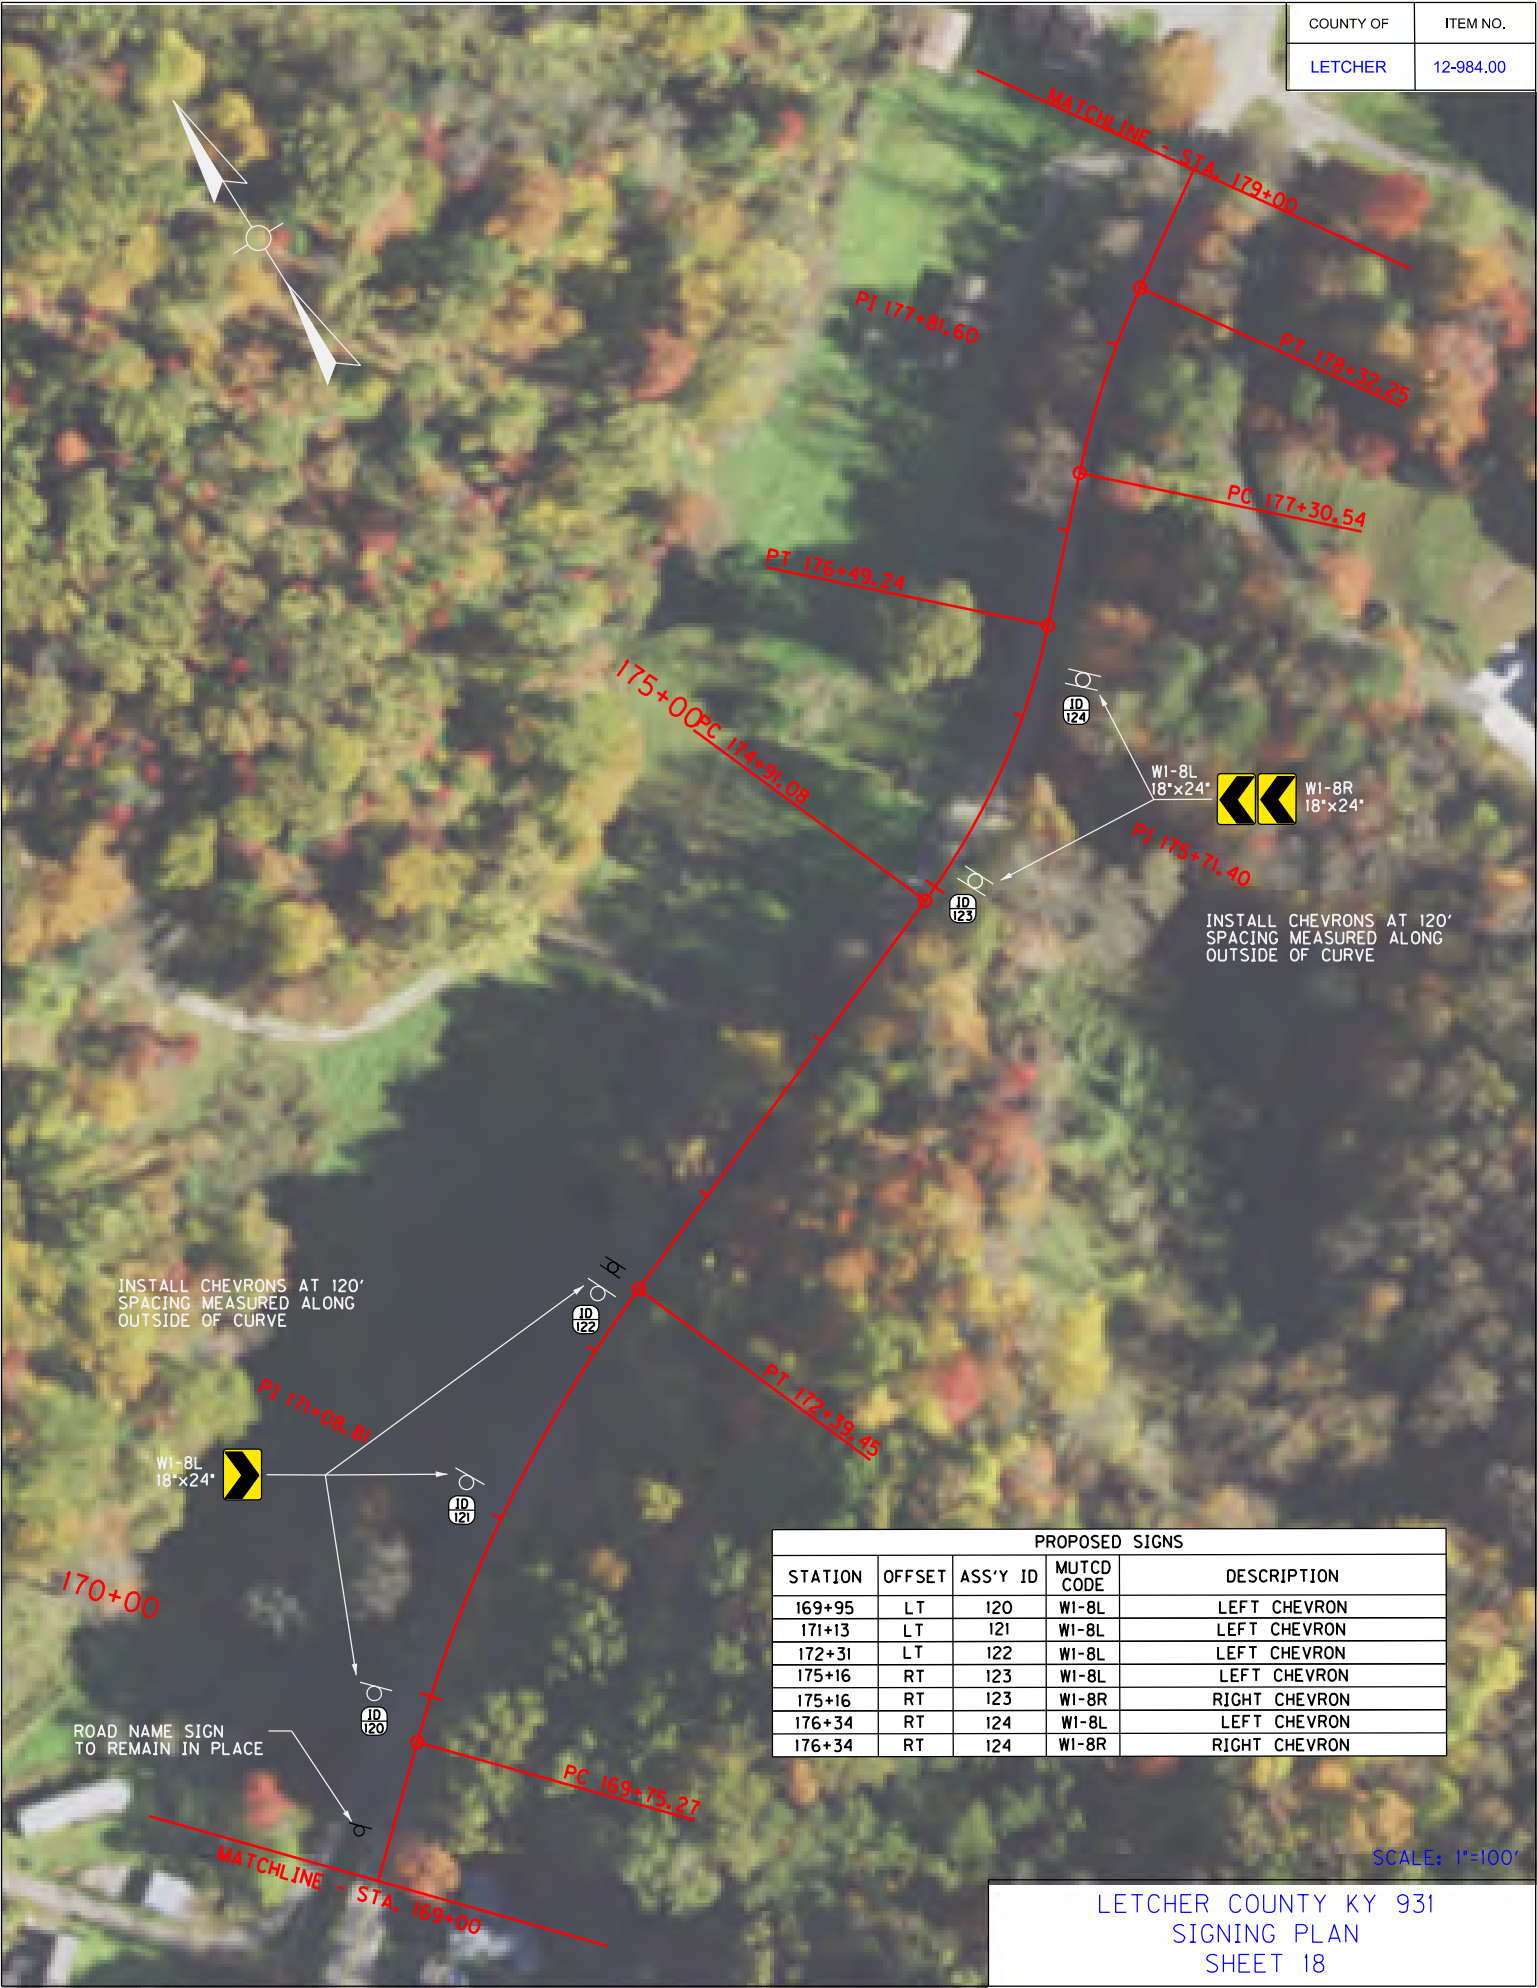 COUNTY OF ITEM NO.
LETCHER 12-984.00
MATCHLINE - STA. 179+00
PI 177+81.60
PT 178+32.25
PC 177+30.54
PT 176+49.24
175+00
PC 174+91.08
ID
124
W1-8L
18"x24"
W1-8R
18"x24"
PI 175+71.40
ID
123
INSTALL CHEVRONS AT 120'
SPACING MEASURED ALONG
OUTSIDE OF CURVE
INSTALL CHEVRONS AT 120'
SPACING MEASURED ALONG
OUTSIDE OF CURVE
ID
122
PI 171+08.81
PT 172+39.45
W1-8L
18"x24"
ID
121
170+00
ID
120
ROAD NAME SIGN
TO REMAIN IN PLACE
PC 169+75.27
MATCHLINE - STA. 169+00
PROPOSED SIGNS
STATION OFFSET ASS'Y ID MUTCD CODE DESCRIPTION
169+95 LT 120 W1-8L LEFT CHEVRON
171+13 LT 121 W1-8L LEFT CHEVRON
172+31 LT 122 W1-8L LEFT CHEVRON
175+16 RT 123 W1-8L LEFT CHEVRON
175+16 RT 123 W1-8R RIGHT CHEVRON
176+34 RT 124 W1-8L LEFT CHEVRON
176+34 RT 124 W1-8R RIGHT CHEVRON
SCALE: 1"=100'
LETCHER COUNTY KY 931
SIGNING PLAN
SHEET 18